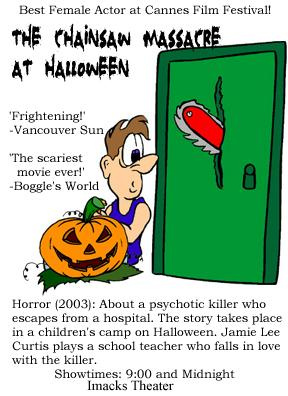 Best Female Actor at Cannes Film Festival!
THE CHAINSAW MASSACRE
AT HALLOWEEN
'Frightening!'
-Vancouver Sun
'The scariest
movie ever!'
-Boggle's World
Horror (2003): About a psychotic killer who
escapes from a hospital. The story takes place
in a children's camp on Halloween. Jamie Lee
Curtis plays a school teacher who falls in love
with the killer.
Showtimes: 9:00 and Midnight
Imacks Theater